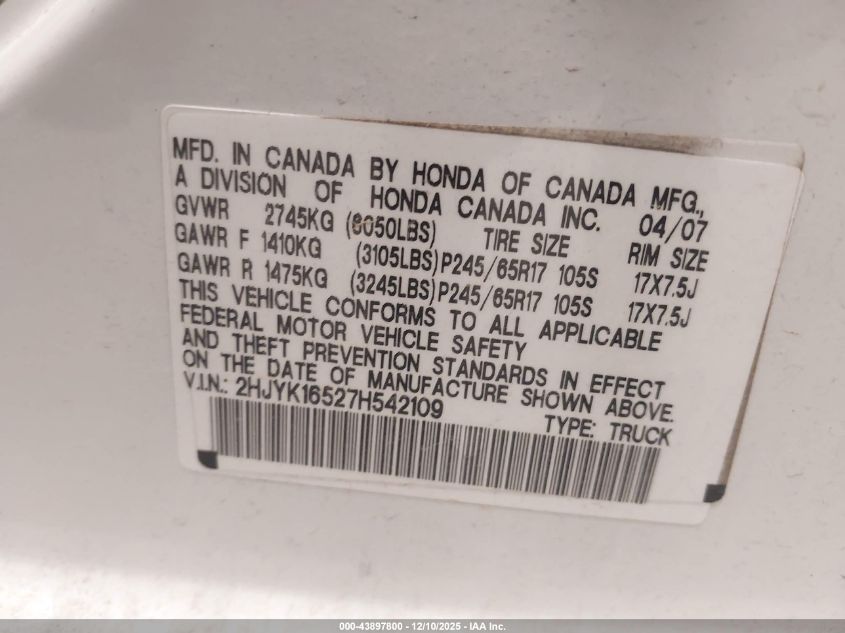 MFD. IN CANADA BY HONDA OF CANADA MFG.,
A DIVISION OF HONDA CANADA INC. 04/07
GVWR 2745KG (6050LBS) TIRE SIZE RIM SIZE
GAWR F 1410KG (3105LBS) P245/65R17 105S 17X7.5J
GAWR R 1475KG (3245LBS) P245/65R17 105S 17X7.5J
THIS VEHICLE CONFORMS TO ALL APPLICABLE
FEDERAL MOTOR VEHICLE SAFETY
AND THEFT PREVENTION STANDARDS IN EFFECT
ON THE DATE OF MANUFACTURE SHOWN ABOVE.
V.I.N.: 2HJYK16527H542109 TYPE: TRUCK
000-43897800 - 12/10/2025 - IAA Inc.